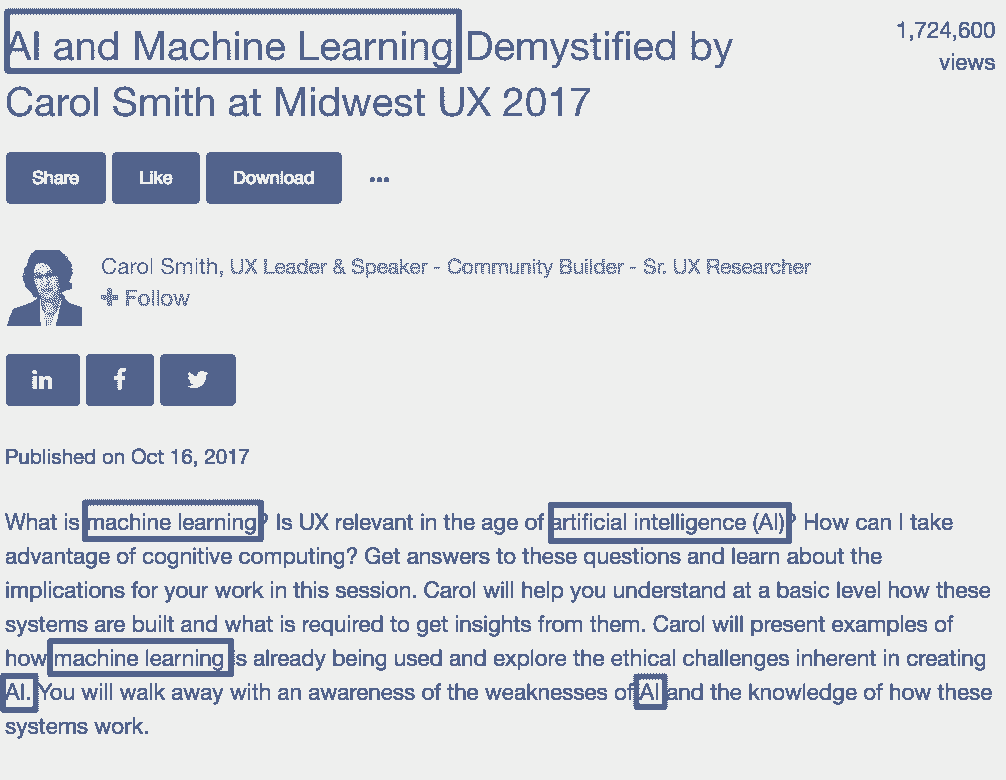 AI and Machine Learning Demystified by
Carol Smith at Midwest UX 2017
1,724,600
views
Share
Like
Download
...
Carol Smith, UX Leader & Speaker - Community Builder - Sr. UX Researcher
+ Follow
in
f
Published on Oct 16, 2017
What is machine learning? Is UX relevant in the age of artificial intelligence (AI)? How can I take
advantage of cognitive computing? Get answers to these questions and learn about the
implications for your work in this session. Carol will help you understand at a basic level how these
systems are built and what is required to get insights from them. Carol will present examples of
how machine learning is already being used and explore the ethical challenges inherent in creating
AI. You will walk away with an awareness of the weaknesses of AI and the knowledge of how these
systems work.